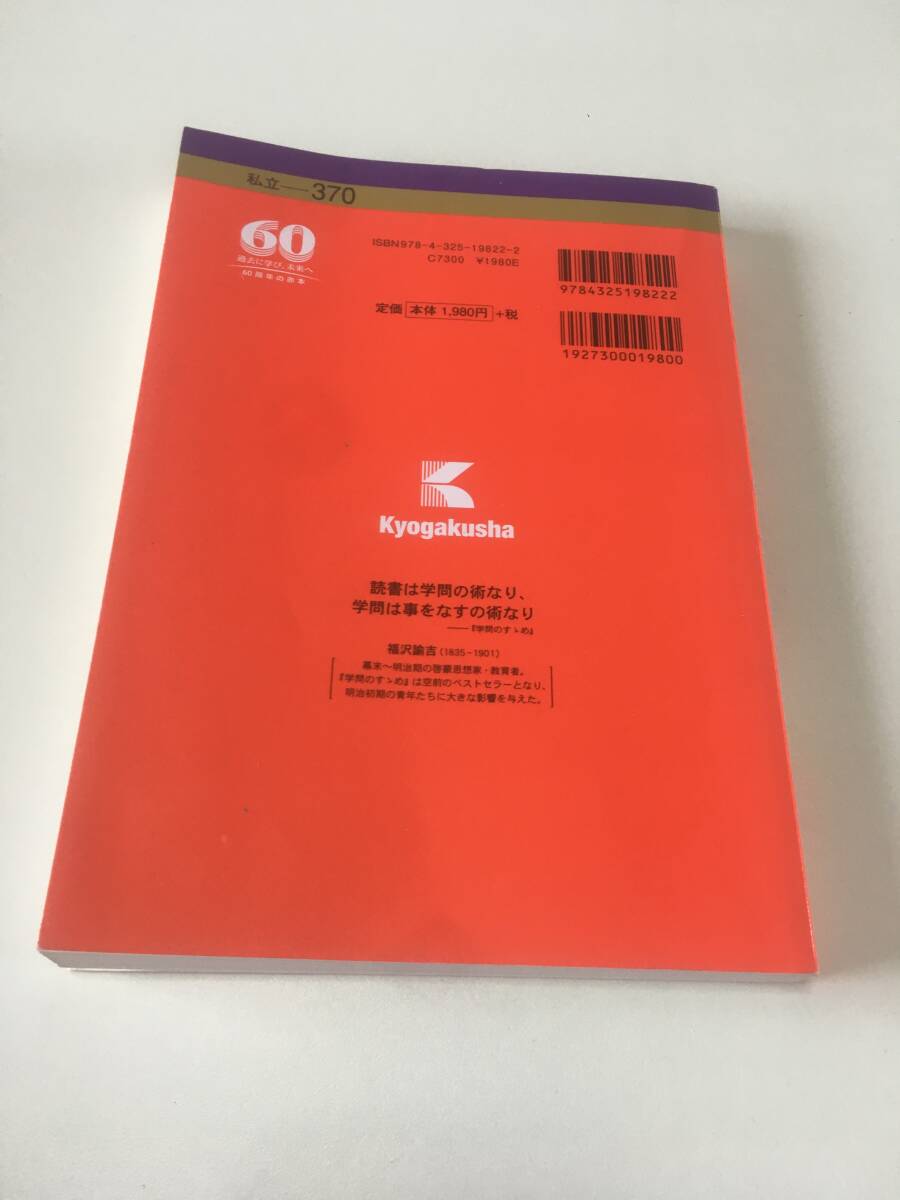 私立——370
60
過去に学び、未来へ
60周年の赤本
ISBN978-4-325-19822-2
C7300 ¥1980E
定価 本体 1,980円 +税
9784325198222
1927300019800
Kyogakusha
読書は学問の術なり、
学問は事をなすの術なり
——『学問のすゝめ』
福沢諭吉(1835-1901)
幕末〜明治期の啓蒙思想家・教育者。
『学問のすゝめ』は空前のベストセラーとなり、
明治初期の青年たちに大きな影響を与えた。